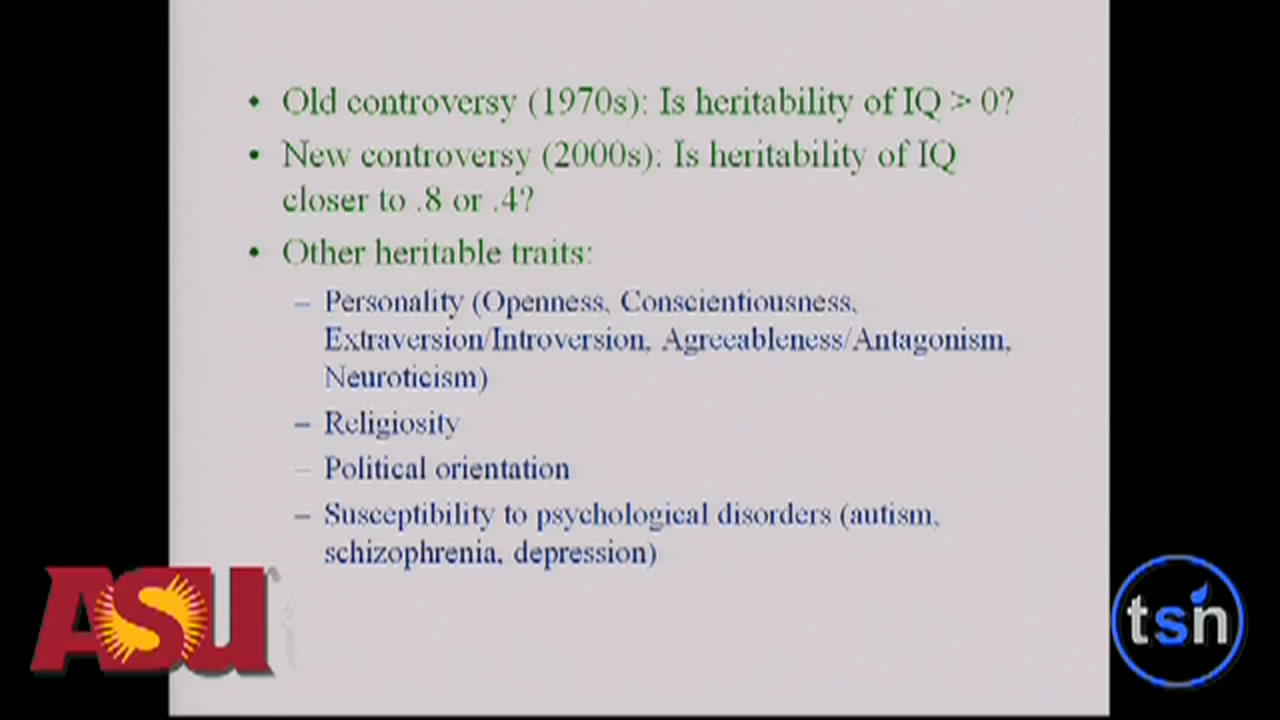 • Old controversy (1970s): Is heritability of IQ > 0?
• New controversy (2000s): Is heritability of IQ
closer to .8 or .4?
• Other heritable traits:
– Personality (Openness, Conscientiousness,
Extraversion/Introversion, Agreeableness/Antagonism,
Neuroticism)
– Religiosity
– Political orientation
– Susceptibility to psychological disorders (autism,
schizophrenia, depression)
ASU
tsn